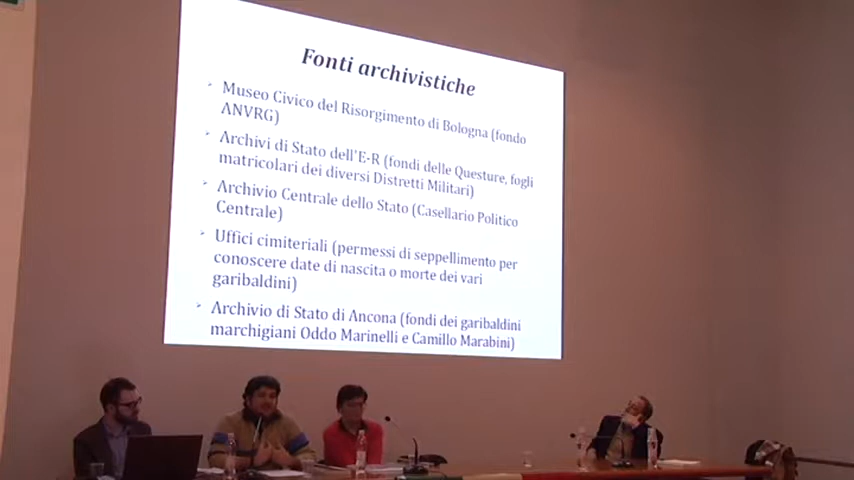 Fonti archivistiche
➢ Museo Civico del Risorgimento di Bologna (fondo
ANVRG)
➢ Archivi di Stato dell'E-R (fondi delle Questure, fogli
matricolari dei diversi Distretti Militari)
➢ Archivio Centrale dello Stato (Casellario Politico
Centrale)
➢ Uffici cimiteriali (permessi di seppellimento per
conoscere date di nascita o morte dei vari
garibaldini)
➢ Archivio di Stato di Ancona (fondi dei garibaldini
marchigiani Oddo Marinelli e Camillo Marabini)